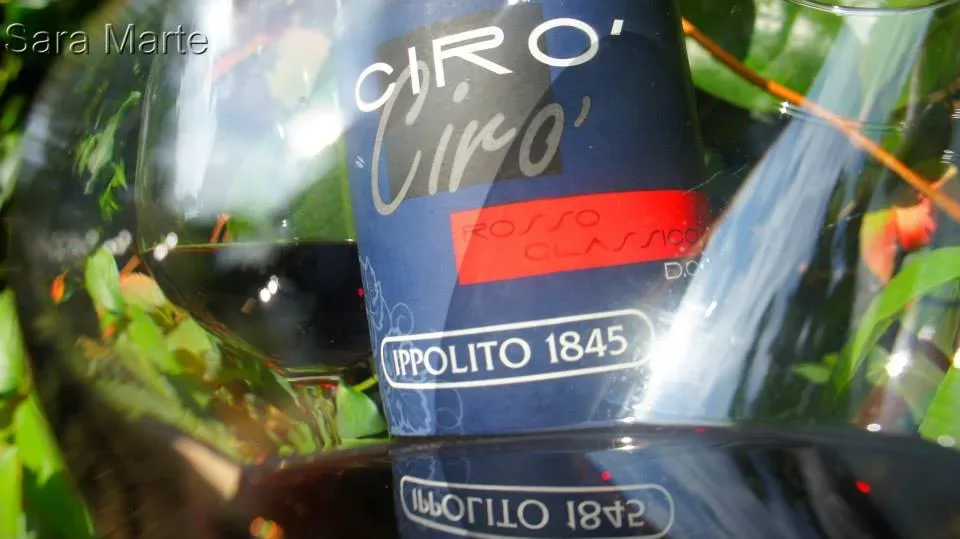 Sara Marte
CIRO'
Cirò
ROSSO
CLASSICO
D.O
IPPOLITO 1845
IPPOLITO 1845